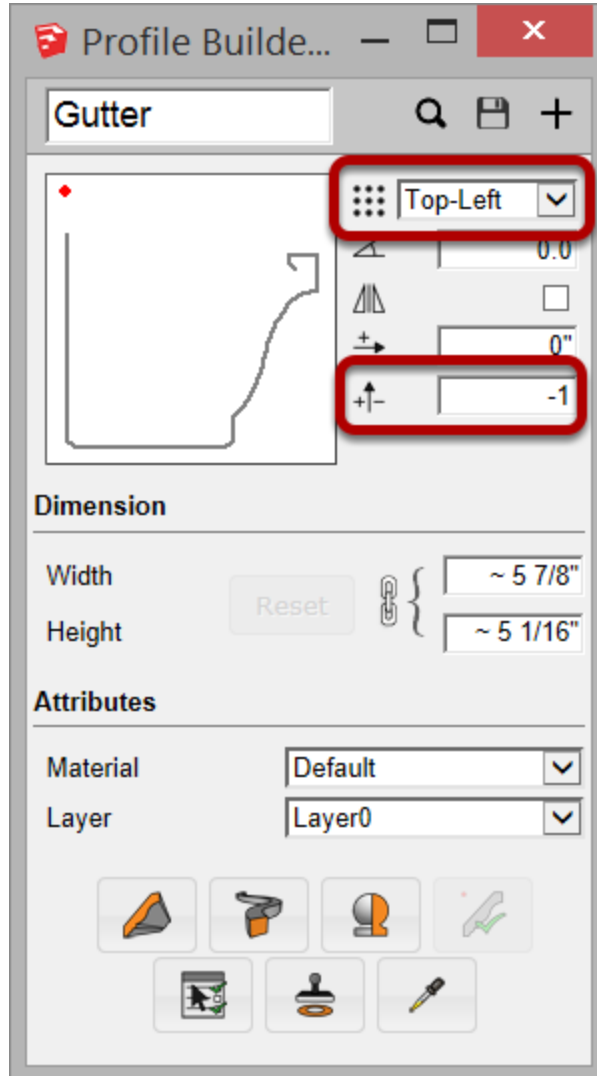 Profile Builde...
Gutter
Top-Left
0.0
0"
-1
Dimension
Width
~ 5 7/8"
Reset
Height
~ 5 1/16"
Attributes
Material
Default
Layer
Layer0